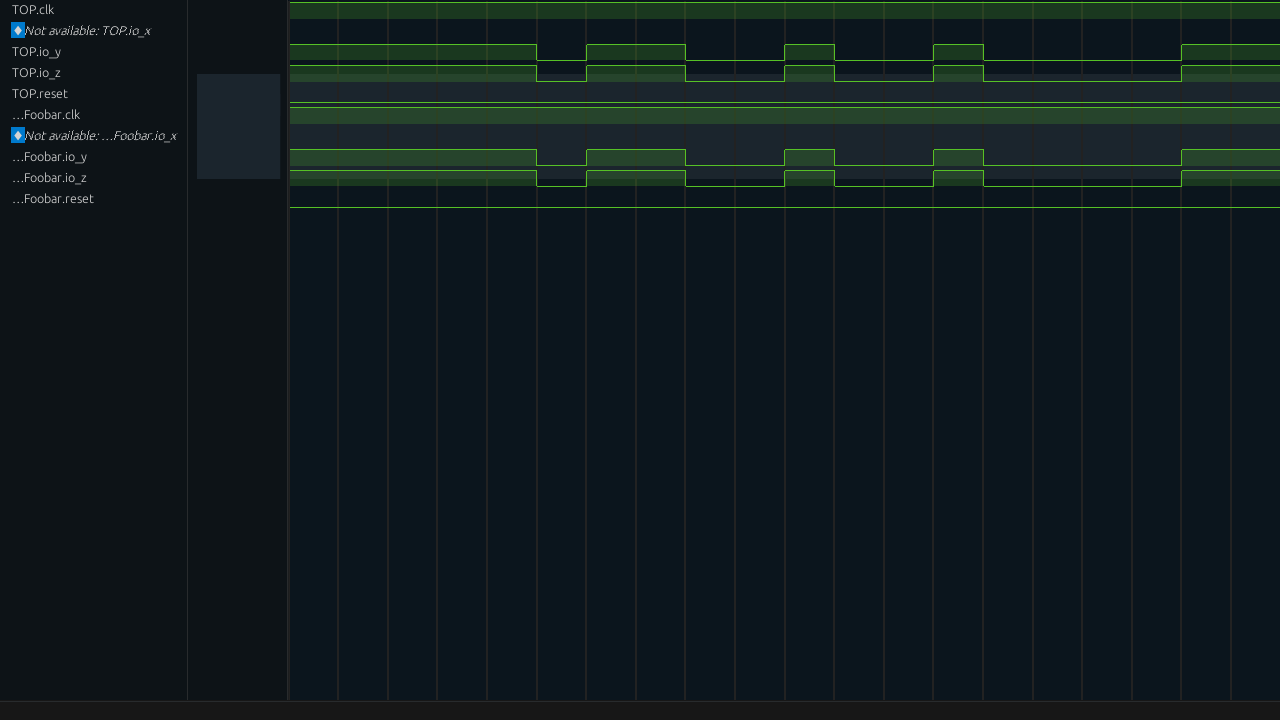 TOP.clk
Not available: TOP.io_x
TOP.io_y
TOP.io_z
TOP.reset
…Foobar.clk
Not available: …Foobar.io_x
…Foobar.io_y
…Foobar.io_z
…Foobar.reset